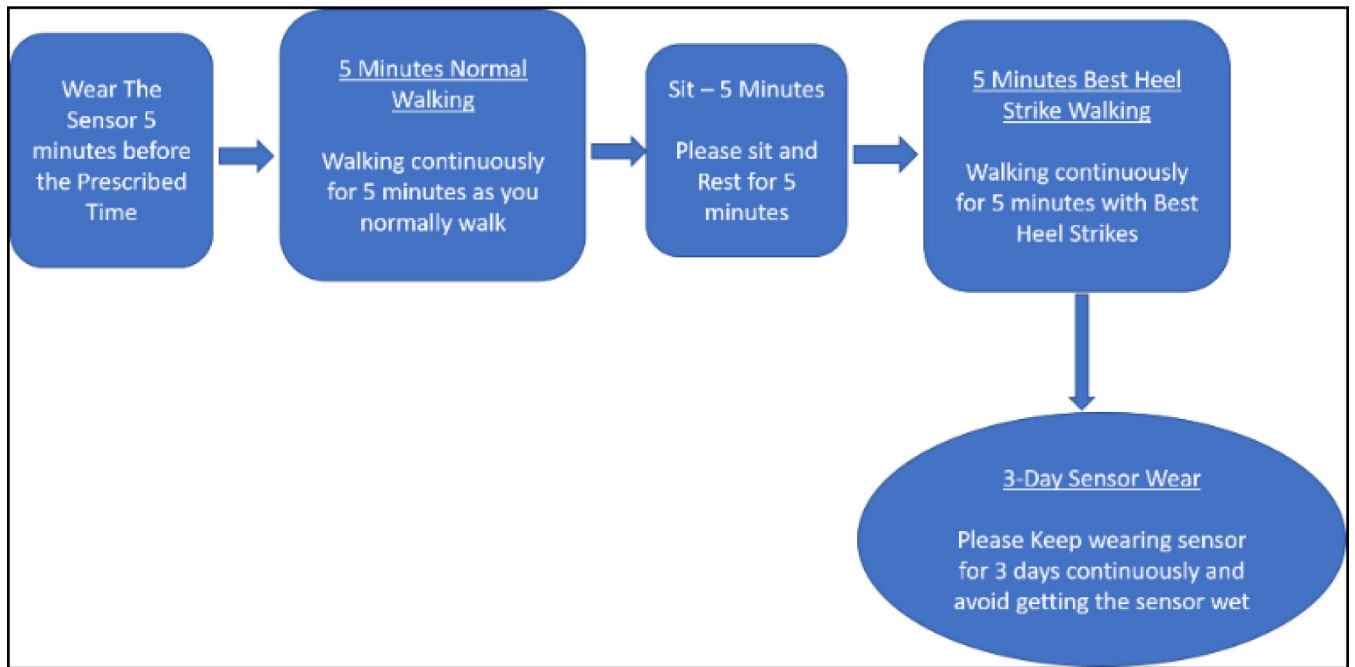 Wear The
Sensor 5
minutes before
the Prescribed
Time
5 Minutes Normal
Walking
Walking continuously
for 5 minutes as you
normally walk
Sit – 5 Minutes
Please sit and
Rest for 5
minutes
5 Minutes Best Heel
Strike Walking
Walking continuously
for 5 minutes with Best
Heel Strikes
3-Day Sensor Wear
Please Keep wearing sensor
for 3 days continuously and
avoid getting the sensor wet